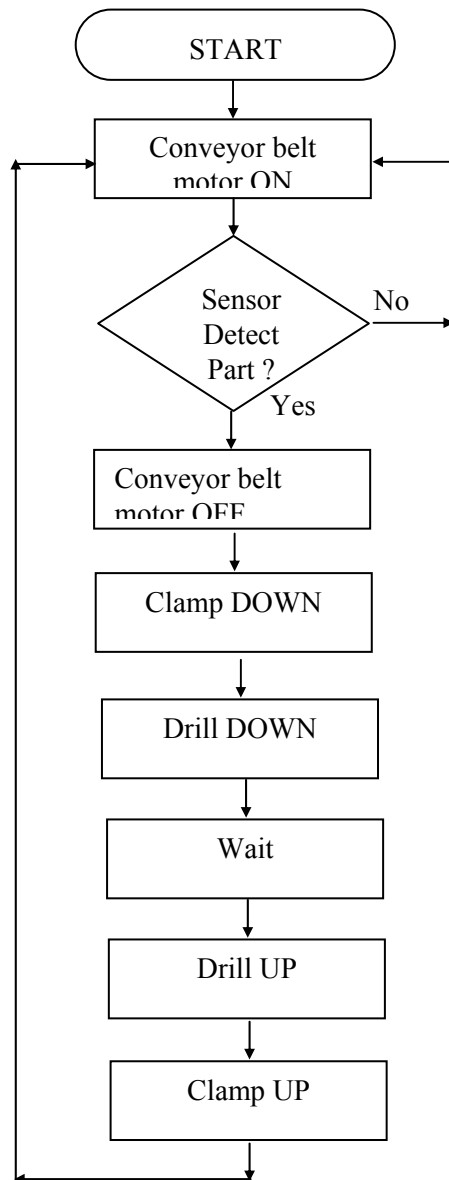 START
Conveyor belt
motor ON
Sensor
Detect
Part ?
No
Yes
Conveyor belt
motor OFF
Clamp DOWN
Drill DOWN
Wait
Drill UP
Clamp UP